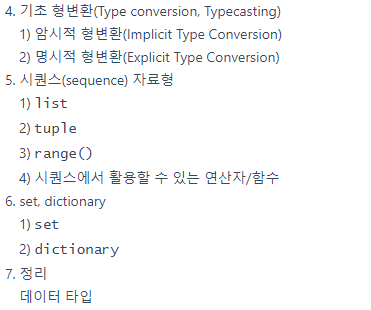 4. 기초 형변환(Type conversion, Typecasting)
1) 암시적 형변환(Implicit Type Conversion)
2) 명시적 형변환(Explicit Type Conversion)
5. 시퀀스(sequence) 자료형
1) list
2) tuple
3) range()
4) 시퀀스에서 활용할 수 있는 연산자/함수
6. set, dictionary
1) set
2) dictionary
7. 정리
데이터 타입